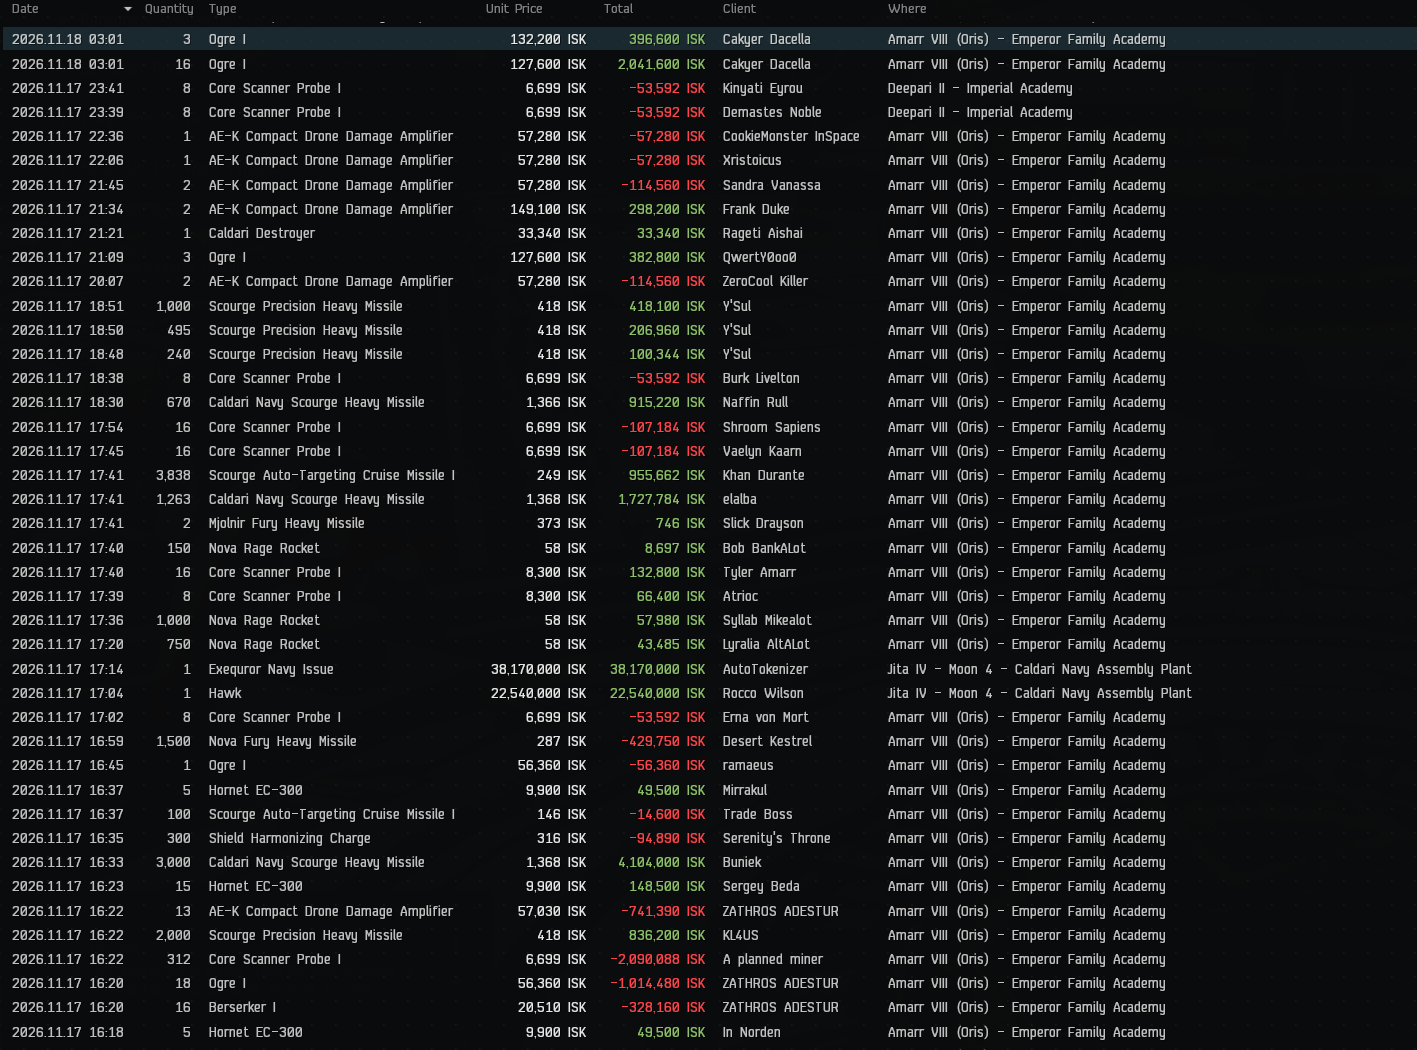 Date Quantity Type Unit Price Total Client Where
2026.11.18 03:01 3 Ogre I 132,200 ISK 396,600 ISK Cakyer Dacella Amarr VIII (Oris) - Emperor Family Academy
2026.11.18 03:01 16 Ogre I 127,600 ISK 2,041,600 ISK Cakyer Dacella Amarr VIII (Oris) - Emperor Family Academy
2026.11.17 23:41 8 Core Scanner Probe I 6,699 ISK -53,592 ISK Kinyati Eyrou Deepari II - Imperial Academy
2026.11.17 23:39 8 Core Scanner Probe I 6,699 ISK -53,592 ISK Demastes Noble Deepari II - Imperial Academy
2026.11.17 22:36 1 AE-K Compact Drone Damage Amplifier 57,280 ISK -57,280 ISK CookieMonster InSpace Amarr VIII (Oris) - Emperor Family Academy
2026.11.17 22:06 1 AE-K Compact Drone Damage Amplifier 57,280 ISK -57,280 ISK Xristoicus Amarr VIII (Oris) - Emperor Family Academy
2026.11.17 21:45 2 AE-K Compact Drone Damage Amplifier 57,280 ISK -114,560 ISK Sandra Vanassa Amarr VIII (Oris) - Emperor Family Academy
2026.11.17 21:34 2 AE-K Compact Drone Damage Amplifier 149,100 ISK 298,200 ISK Frank Duke Amarr VIII (Oris) - Emperor Family Academy
2026.11.17 21:21 1 Caldari Destroyer 33,340 ISK 33,340 ISK Rageti Aishai Amarr VIII (Oris) - Emperor Family Academy
2026.11.17 21:09 3 Ogre I 127,600 ISK 382,800 ISK QwertY0oo0 Amarr VIII (Oris) - Emperor Family Academy
2026.11.17 20:07 2 AE-K Compact Drone Damage Amplifier 57,280 ISK -114,560 ISK ZeroCool Killer Amarr VIII (Oris) - Emperor Family Academy
2026.11.17 18:51 1,000 Scourge Precision Heavy Missile 418 ISK 418,100 ISK Y'Sul Amarr VIII (Oris) - Emperor Family Academy
2026.11.17 18:50 495 Scourge Precision Heavy Missile 418 ISK 206,960 ISK Y'Sul Amarr VIII (Oris) - Emperor Family Academy
2026.11.17 18:48 240 Scourge Precision Heavy Missile 418 ISK 100,344 ISK Y'Sul Amarr VIII (Oris) - Emperor Family Academy
2026.11.17 18:38 8 Core Scanner Probe I 6,699 ISK -53,592 ISK Burk Livelton Amarr VIII (Oris) - Emperor Family Academy
2026.11.17 18:30 670 Caldari Navy Scourge Heavy Missile 1,366 ISK 915,220 ISK Naffin Rull Amarr VIII (Oris) - Emperor Family Academy
2026.11.17 17:54 16 Core Scanner Probe I 6,699 ISK -107,184 ISK Shroom Sapiens Amarr VIII (Oris) - Emperor Family Academy
2026.11.17 17:45 16 Core Scanner Probe I 6,699 ISK -107,184 ISK Vaelyn Kaarn Amarr VIII (Oris) - Emperor Family Academy
2026.11.17 17:41 3,838 Scourge Auto-Targeting Cruise Missile I 249 ISK 955,662 ISK Khan Durante Amarr VIII (Oris) - Emperor Family Academy
2026.11.17 17:41 1,263 Caldari Navy Scourge Heavy Missile 1,368 ISK 1,727,784 ISK elalba Amarr VIII (Oris) - Emperor Family Academy
2026.11.17 17:41 2 Mjolnir Fury Heavy Missile 373 ISK 746 ISK Slick Drayson Amarr VIII (Oris) - Emperor Family Academy
2026.11.17 17:40 150 Nova Rage Rocket 58 ISK 8,697 ISK Bob BankALot Amarr VIII (Oris) - Emperor Family Academy
2026.11.17 17:40 16 Core Scanner Probe I 8,300 ISK 132,800 ISK Tyler Amarr Amarr VIII (Oris) - Emperor Family Academy
2026.11.17 17:39 8 Core Scanner Probe I 8,300 ISK 66,400 ISK Atrioc Amarr VIII (Oris) - Emperor Family Academy
2026.11.17 17:36 1,000 Nova Rage Rocket 58 ISK 57,980 ISK Syllab Mikealot Amarr VIII (Oris) - Emperor Family Academy
2026.11.17 17:20 750 Nova Rage Rocket 58 ISK 43,485 ISK Lyralia AltALot Amarr VIII (Oris) - Emperor Family Academy
2026.11.17 17:14 1 Exequror Navy Issue 38,170,000 ISK 38,170,000 ISK AutoTokenizer Jita IV - Moon 4 - Caldari Navy Assembly Plant
2026.11.17 17:04 1 Hawk 22,540,000 ISK 22,540,000 ISK Rocco Wilson Jita IV - Moon 4 - Caldari Navy Assembly Plant
2026.11.17 17:02 8 Core Scanner Probe I 6,699 ISK -53,592 ISK Erna von Mort Amarr VIII (Oris) - Emperor Family Academy
2026.11.17 16:59 1,500 Nova Fury Heavy Missile 287 ISK -429,750 ISK Desert Kestrel Amarr VIII (Oris) - Emperor Family Academy
2026.11.17 16:45 1 Ogre I 56,360 ISK -56,360 ISK ramaeus Amarr VIII (Oris) - Emperor Family Academy
2026.11.17 16:37 5 Hornet EC-300 9,900 ISK 49,500 ISK Mirrakul Amarr VIII (Oris) - Emperor Family Academy
2026.11.17 16:37 100 Scourge Auto-Targeting Cruise Missile I 146 ISK -14,600 ISK Trade Boss Amarr VIII (Oris) - Emperor Family Academy
2026.11.17 16:35 300 Shield Harmonizing Charge 316 ISK -94,890 ISK Serenity's Throne Amarr VIII (Oris) - Emperor Family Academy
2026.11.17 16:33 3,000 Caldari Navy Scourge Heavy Missile 1,368 ISK 4,104,000 ISK Buniek Amarr VIII (Oris) - Emperor Family Academy
2026.11.17 16:23 15 Hornet EC-300 9,900 ISK 148,500 ISK Sergey Beda Amarr VIII (Oris) - Emperor Family Academy
2026.11.17 16:22 13 AE-K Compact Drone Damage Amplifier 57,030 ISK -741,390 ISK ZATHROS ADESTUR Amarr VIII (Oris) - Emperor Family Academy
2026.11.17 16:22 2,000 Scourge Precision Heavy Missile 418 ISK 836,200 ISK KL4US Amarr VIII (Oris) - Emperor Family Academy
2026.11.17 16:22 312 Core Scanner Probe I 6,699 ISK -2,090,088 ISK A planned miner Amarr VIII (Oris) - Emperor Family Academy
2026.11.17 16:20 18 Ogre I 56,360 ISK -1,014,480 ISK ZATHROS ADESTUR Amarr VIII (Oris) - Emperor Family Academy
2026.11.17 16:20 16 Berserker I 20,510 ISK -328,160 ISK ZATHROS ADESTUR Amarr VIII (Oris) - Emperor Family Academy
2026.11.17 16:18 5 Hornet EC-300 9,900 ISK 49,500 ISK In Norden Amarr VIII (Oris) - Emperor Family Academy